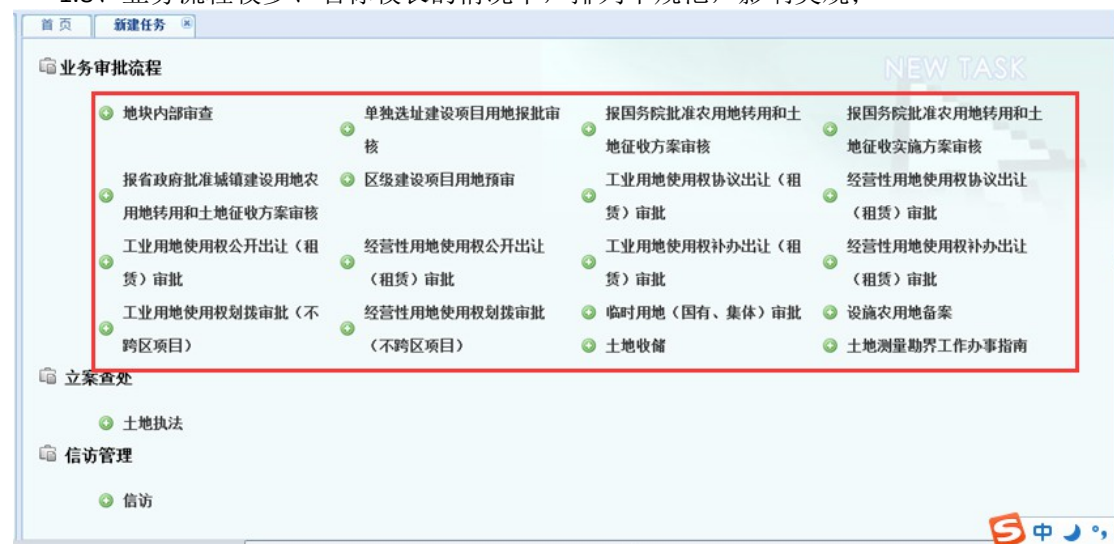 首 页 新建任务
业务审批流程
NEW TASK
地块内部审查
单独选址建设项目用地报批审
核
报国务院批准农用地转用和土
地征收方案审核
报国务院批准农用地转用和土
地征收实施方案审核
报省政府批准城镇建设用地农
用地转用和土地征收方案审核
区级建设项目用地预审
工业用地使用权协议出让（租
赁）审批
经营性用地使用权协议出让
（租赁）审批
工业用地使用权公开出让（租
赁）审批
经营性用地使用权公开出让
（租赁）审批
工业用地使用权补办出让（租
赁）审批
经营性用地使用权补办出让
（租赁）审批
工业用地使用权划拨审批（不
跨区项目）
经营性用地使用权划拨审批
（不跨区项目）
临时用地（国有、集体）审批
设施农用地备案
土地收储
土地测量勘界工作办事指南
立案查处
土地执法
信访管理
信访
中